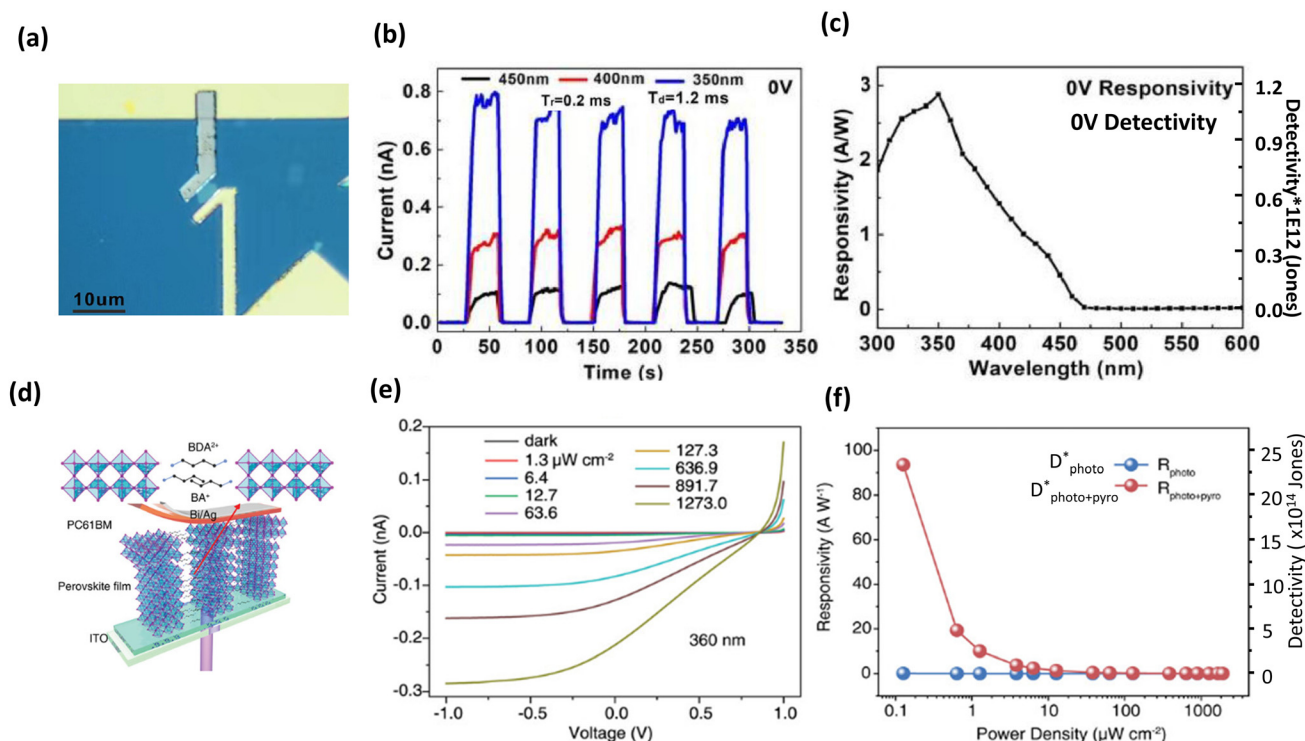 (a)
10um
(b)
450nm 400nm 350nm
0V
Tr=0.2 ms Td=1.2 ms
Current (nA)
0.8
0.6
0.4
0.2
0.0
0 50 100 150 200 250 300 350
Time (s)
(c)
0V Responsivity
0V Detectivity
Responsivity (A/W)
3
2
1
0
Detectivity*1E12 (Jones)
1.2
0.9
0.6
0.3
0.0
300 350 400 450 500 550 600
Wavelength (nm)
(d)
BDA²⁺
BA⁺
Bi/Ag
PC61BM
Perovskite film
ITO
(e)
dark
1.3 µW cm⁻²
6.4
12.7
63.6
127.3
636.9
891.7
1273.0
360 nm
Current (nA)
0.2
0.1
0.0
-0.1
-0.2
-0.3
-1.0 -0.5 0.0 0.5 1.0
Voltage (V)
(f)
D*photo Rphoto
D*photo+pyro Rphoto+pyro
Responsivity (A W⁻¹)
100
80
60
40
20
0
Detectivity ( x10¹⁴ Jones)
25
20
15
10
5
0
0.1 1 10 100 1000
Power Density (µW cm⁻²)